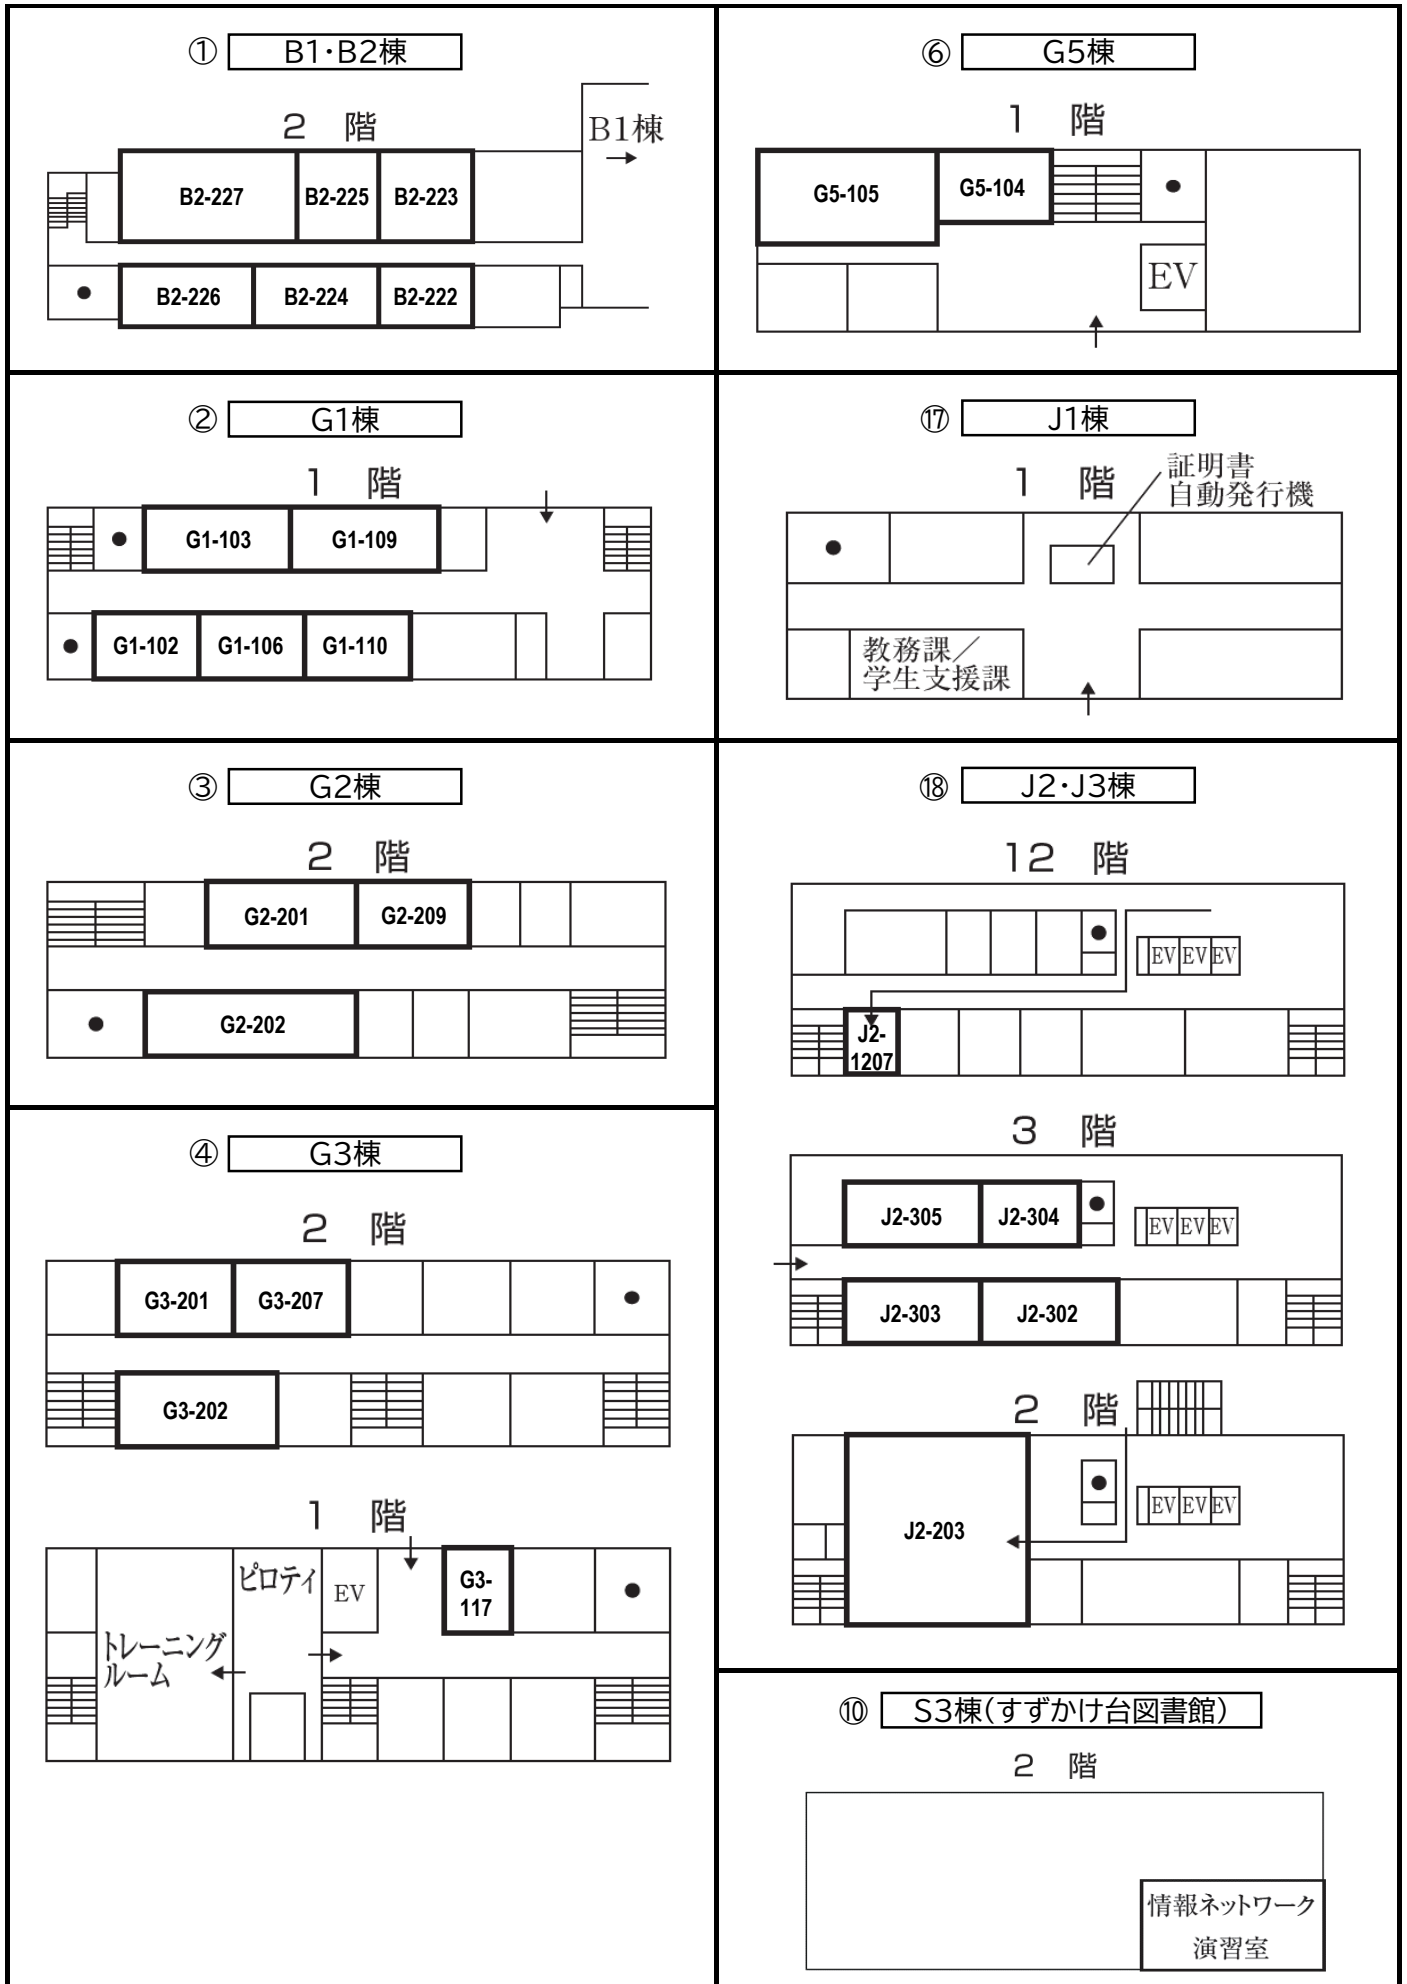 ① B1・B2棟
2 階
B1棟
B2-227 B2-225 B2-223
B2-226 B2-224 B2-222
② G1棟
1 階
G1-103 G1-109
G1-102 G1-106 G1-110
③ G2棟
2 階
G2-201 G2-209
G2-202
④ G3棟
2 階
G3-201 G3-207
G3-202
1 階
ピロティ
EV
G3-
117
トレーニング
ルーム
⑥ G5棟
1 階
G5-105 G5-104
EV
⑰ J1棟
1 階
証明書
自動発行機
教務課／
学生支援課
⑱ J2・J3棟
12 階
EV EV EV
J2-
1207
3 階
J2-305 J2-304
EV EV EV
J2-303 J2-302
2 階
EV EV EV
J2-203
⑩ S3棟(すずかけ台図書館)
2 階
情報ネットワーク
演習室